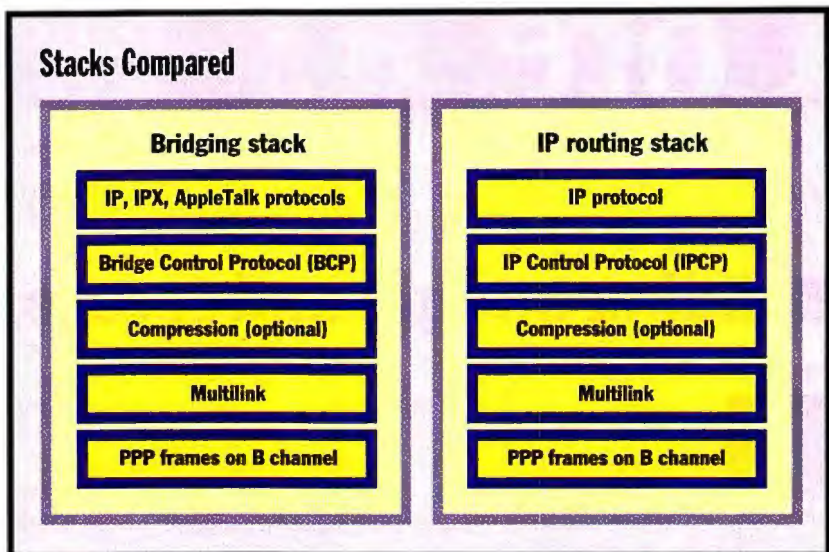 Stacks Compared
Bridging stack
IP, IPX, AppleTalk protocols
Bridge Control Protocol (BCP)
Compression (optional)
Multilink
PPP frames on B channel
IP routing stack
IP protocol
IP Control Protocol (IPCP)
Compression (optional)
Multilink
PPP frames on B channel